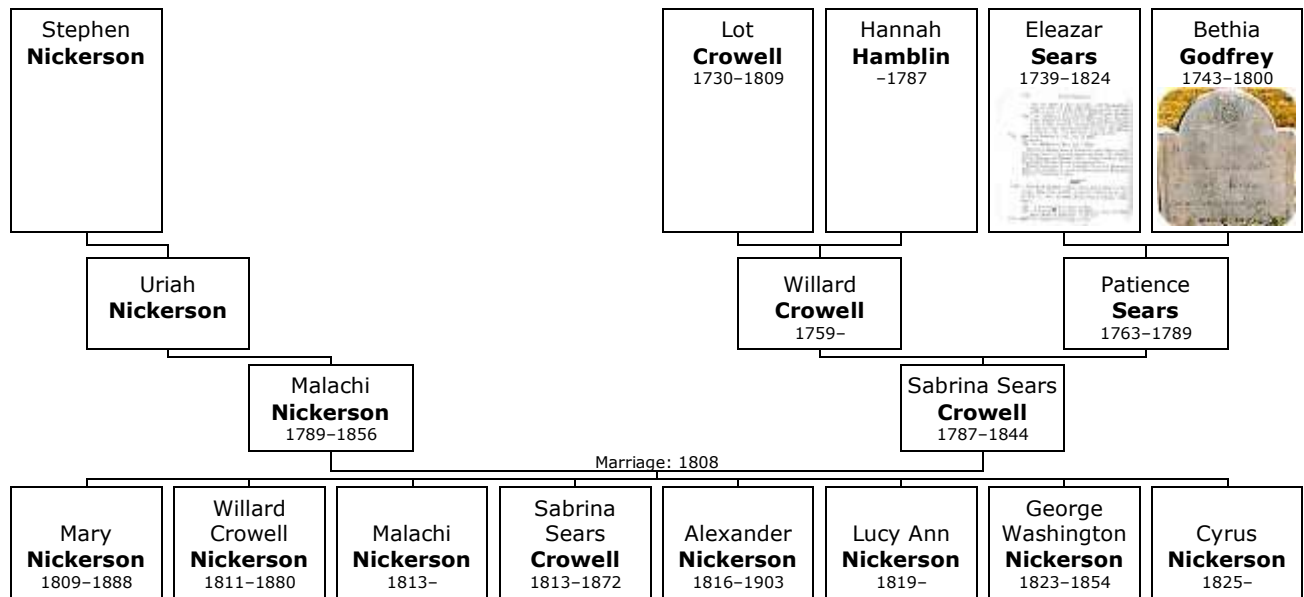 Stephen
Nickerson
Lot
Crowell
1730–1809
Hannah
Hamblin
–1787
Eleazar
Sears
1739–1824
Bethia
Godfrey
1743–1800
Uriah
Nickerson
Willard
Crowell
1759–
Patience
Sears
1763–1789
Malachi
Nickerson
1789–1856
Sabrina Sears
Crowell
1787–1844
Marriage: 1808
Mary
Nickerson
1809–1888
Willard
Crowell
Nickerson
1811–1880
Malachi
Nickerson
1813–
Sabrina
Sears
Crowell
1813–1872
Alexander
Nickerson
1816–1903
Lucy Ann
Nickerson
1819–
George
Washington
Nickerson
1823–1854
Cyrus
Nickerson
1825–